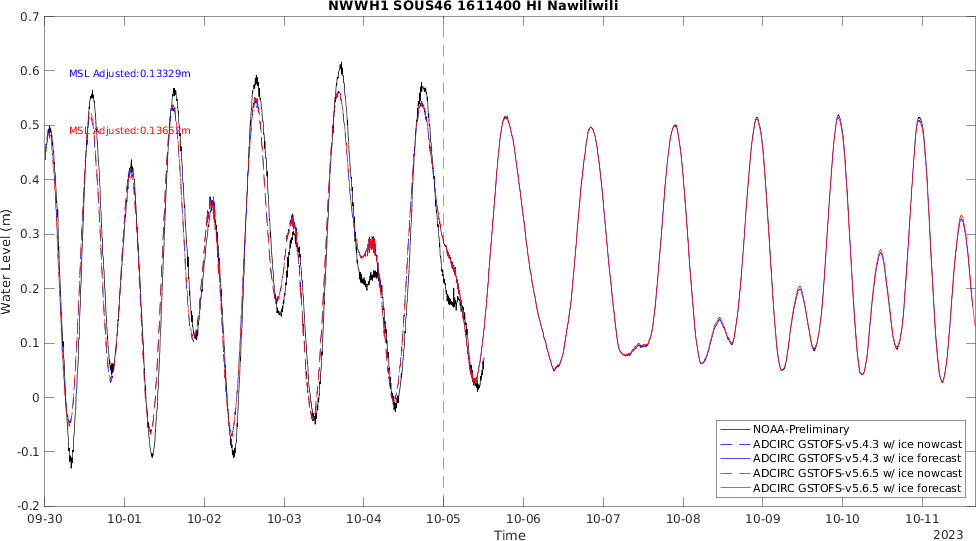 NWWH1 SOUS46 1611400 HI Nawiliwili
0.7
0.6
0.5
0.4
0.3
0.2
0.1
0
-0.1
-0.2
Water Level (m)
MSL Adjusted:0.13329m
MSL Adjusted:0.13652m
NOAA-Preliminary
ADCIRC GSTOFS-v5.4.3 w/ ice nowcast
ADCIRC GSTOFS-v5.4.3 w/ ice forecast
ADCIRC GSTOFS-v5.6.5 w/ ice nowcast
ADCIRC GSTOFS-v5.6.5 w/ ice forecast
09-30 10-01 10-02 10-03 10-04 10-05 10-06 10-07 10-08 10-09 10-10 10-11
Time
2023